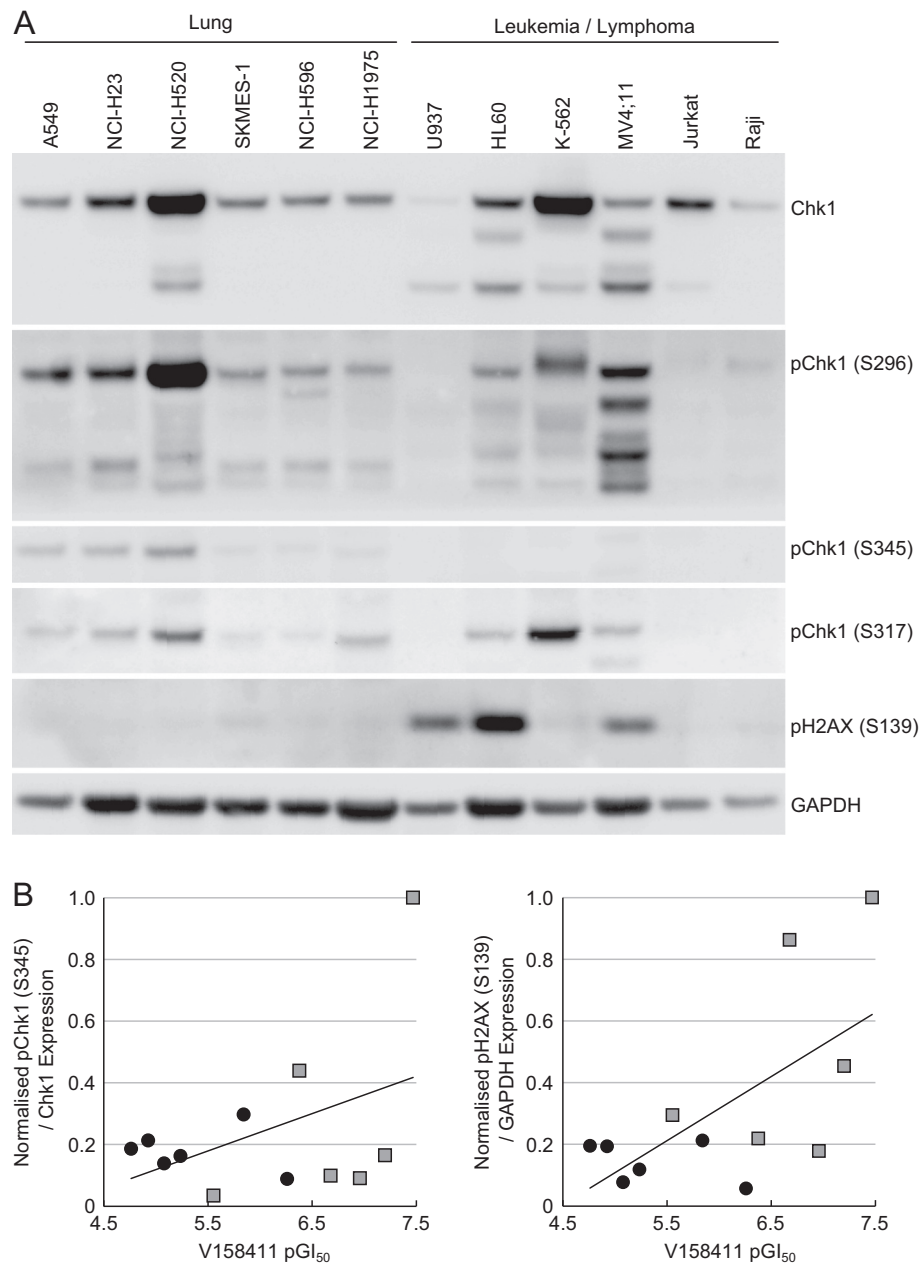 A
Lung
Leukemia / Lymphoma
A549
NCI-H23
NCI-H520
SKMES-1
NCI-H596
NCI-H1975
U937
HL60
K-562
MV4;11
Jurkat
Raji
Chk1
pChk1 (S296)
pChk1 (S345)
pChk1 (S317)
pH2AX (S139)
GAPDH
B
Normalised pChk1 (S345)
/ Chk1 Expression
1.0
0.8
0.6
0.4
0.2
0
4.5 5.5 6.5 7.5
V158411 pGI50
Normalised pH2AX (S139)
/ GAPDH Expression
1.0
0.8
0.6
0.4
0.2
0
4.5 5.5 6.5 7.5
V158411 pGI50